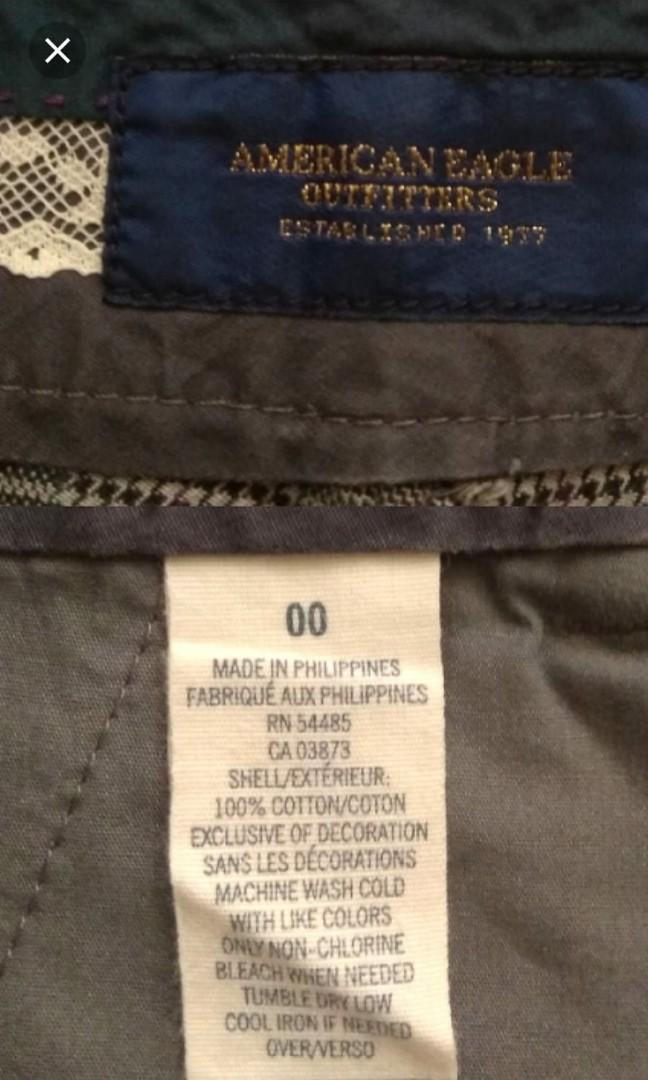 AMERICAN EAGLE
OUTFITTERS
ESTABLISHED 1977
00
MADE IN PHILIPPINES
FABRIQUÉ AUX PHILIPPINES
RN 54485
CA 03873
SHELL/EXTÉRIEUR:
100% COTTON/COTON
EXCLUSIVE OF DECORATION
SANS LES DÉCORATIONS
MACHINE WASH COLD
WITH LIKE COLORS
ONLY NON-CHLORINE
BLEACH WHEN NEEDED
TUMBLE DRY LOW
COOL IRON IF NEEDED
OVER/VERSO